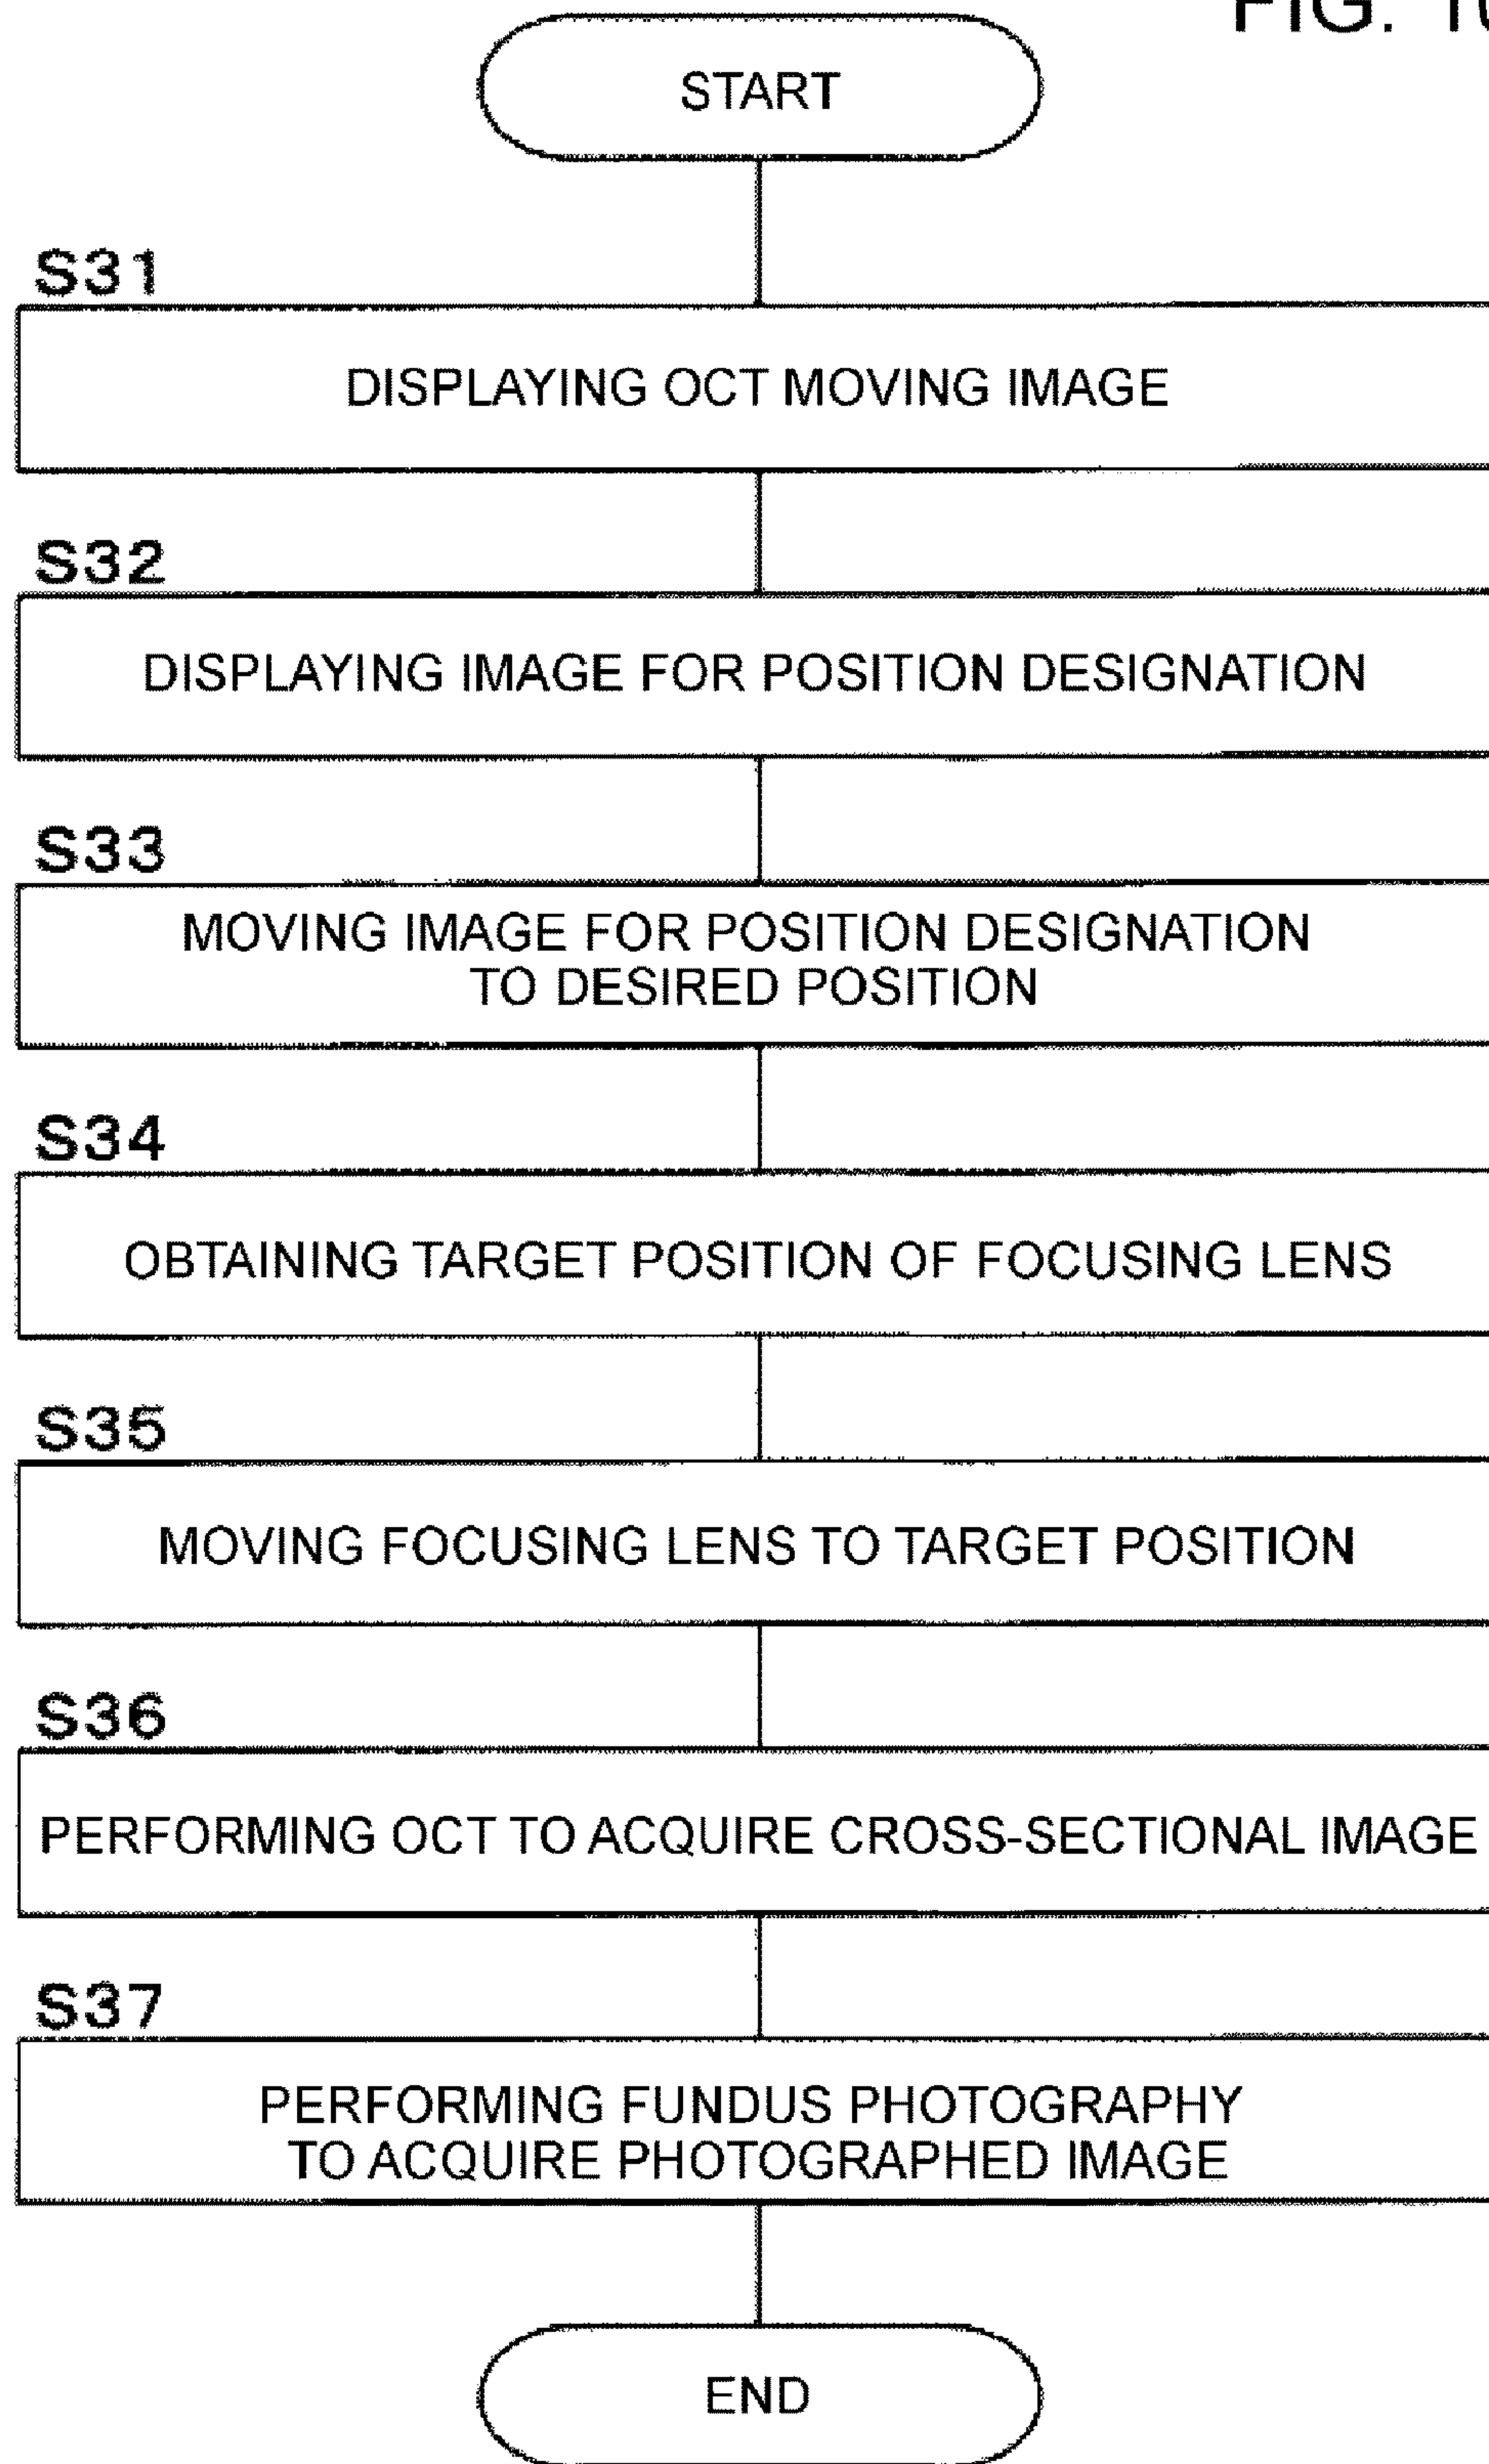 FIG. 10
START
S31
DISPLAYING OCT MOVING IMAGE
S32
DISPLAYING IMAGE FOR POSITION DESIGNATION
S33
MOVING IMAGE FOR POSITION DESIGNATION
TO DESIRED POSITION
S34
OBTAINING TARGET POSITION OF FOCUSING LENS
S35
MOVING FOCUSING LENS TO TARGET POSITION
S36
PERFORMING OCT TO ACQUIRE CROSS-SECTIONAL IMAGE
S37
PERFORMING FUNDUS PHOTOGRAPHY
TO ACQUIRE PHOTOGRAPHED IMAGE
END